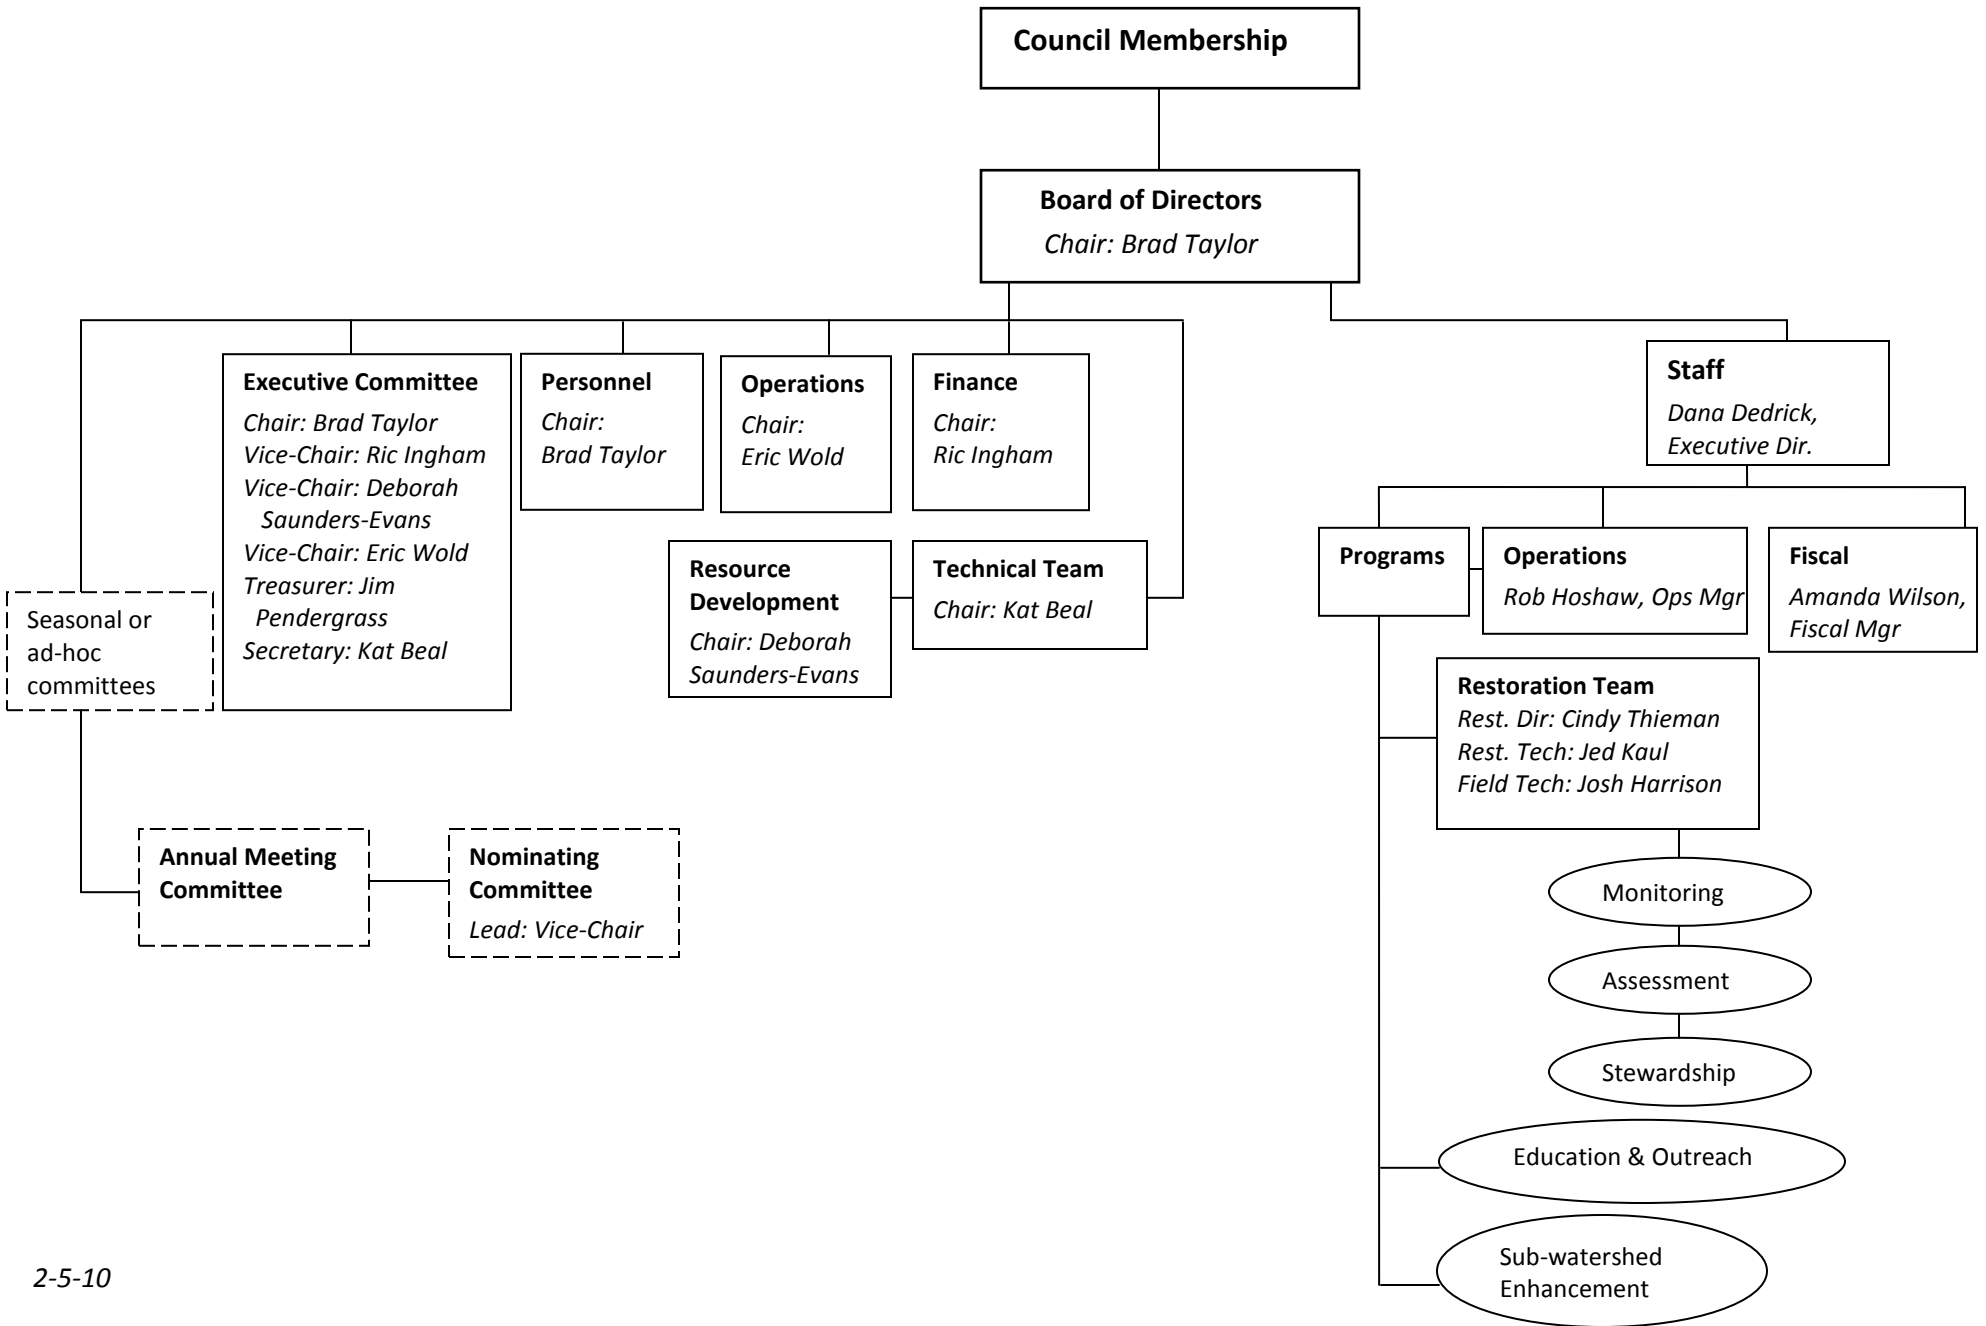 Council Membership
Board of Directors
Chair: Brad Taylor
Executive Committee
Chair: Brad Taylor
Vice-Chair: Ric Ingham
Vice-Chair: Deborah
Saunders-Evans
Vice-Chair: Eric Wold
Treasurer: Jim
Pendergrass
Secretary: Kat Beal
Personnel
Chair:
Brad Taylor
Operations
Chair:
Eric Wold
Finance
Chair:
Ric Ingham
Staff
Dana Dedrick,
Executive Dir.
Seasonal or
ad-hoc
committees
Resource
Development
Chair: Deborah
Saunders-Evans
Technical Team
Chair: Kat Beal
Programs
Operations
Rob Hoshaw, Ops Mgr
Fiscal
Amanda Wilson,
Fiscal Mgr
Restoration Team
Rest. Dir: Cindy Thieman
Rest. Tech: Jed Kaul
Field Tech: Josh Harrison
Annual Meeting
Committee
Nominating
Committee
Lead: Vice-Chair
Monitoring
Assessment
Stewardship
Education & Outreach
Sub-watershed
Enhancement
2-5-10